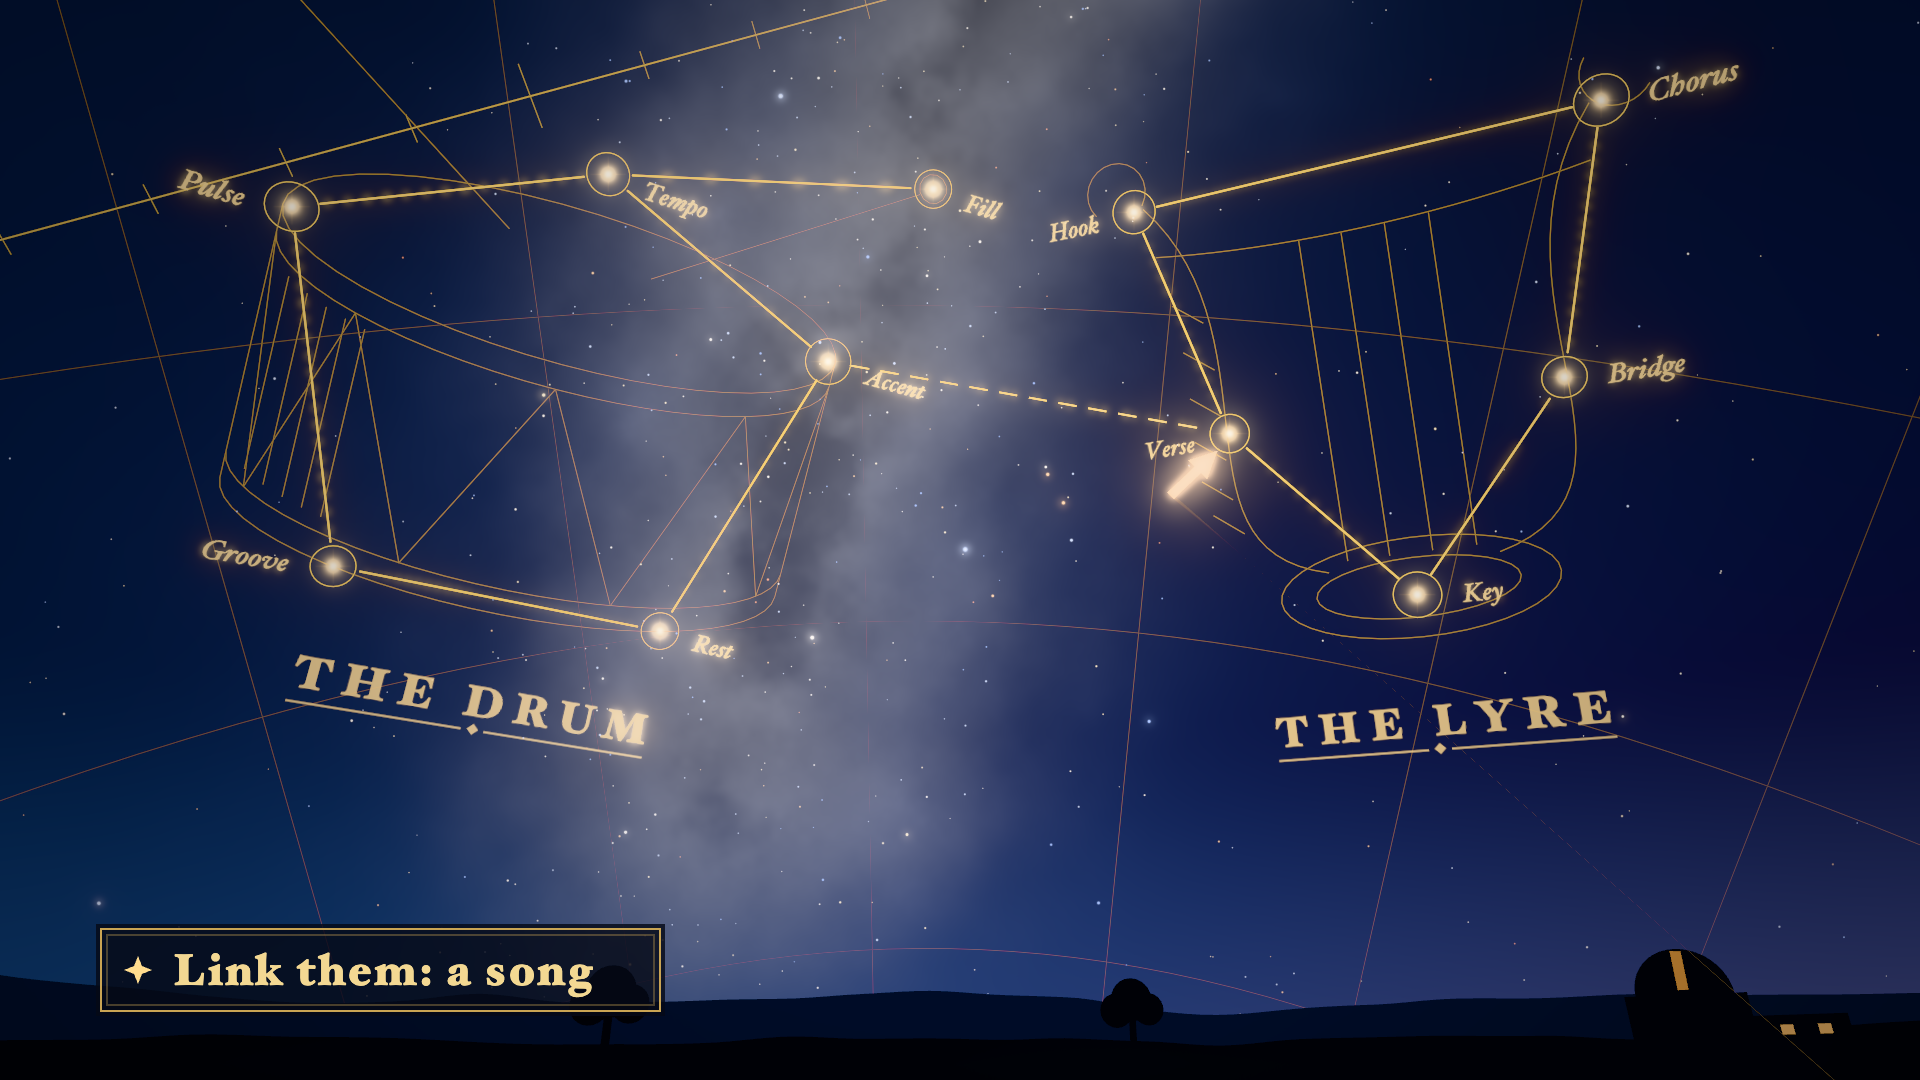 Chorus
Pulse
Tempo
Fill
Hook
Accent
Bridge
Verse
Groove
Key
Rest
THE DRUM
THE LYRE
Link them: a song